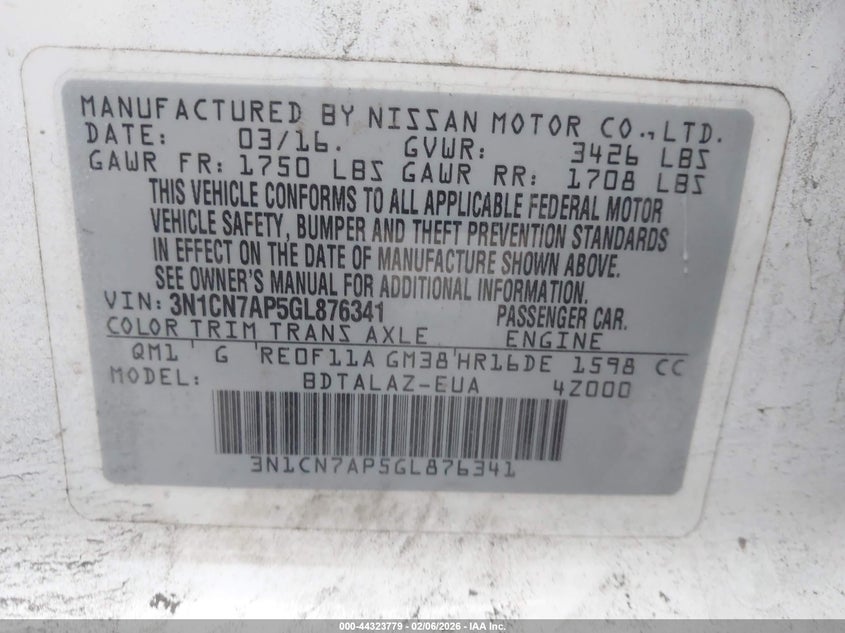 MANUFACTURED BY NISSAN MOTOR CO.,LTD.
DATE: 03/16. GVWR: 3426 LBS
GAWR FR: 1750 LBS GAWR RR: 1708 LBS
THIS VEHICLE CONFORMS TO ALL APPLICABLE FEDERAL MOTOR
VEHICLE SAFETY, BUMPER AND THEFT PREVENTION STANDARDS
IN EFFECT ON THE DATE OF MANUFACTURE SHOWN ABOVE.
SEE OWNER'S MANUAL FOR ADDITIONAL INFORMATION.
VIN: 3N1CN7AP5GL876341 PASSENGER CAR.
COLOR TRIM TRANS AXLE ENGINE
QM1 ' G 'RE0F11A GM38'HR16DE 1598 CC
MODEL: BDTALAZ-EUA 4Z000
3N1CN7AP5GL876341
000-44323779 - 02/06/2026 - IAA Inc.